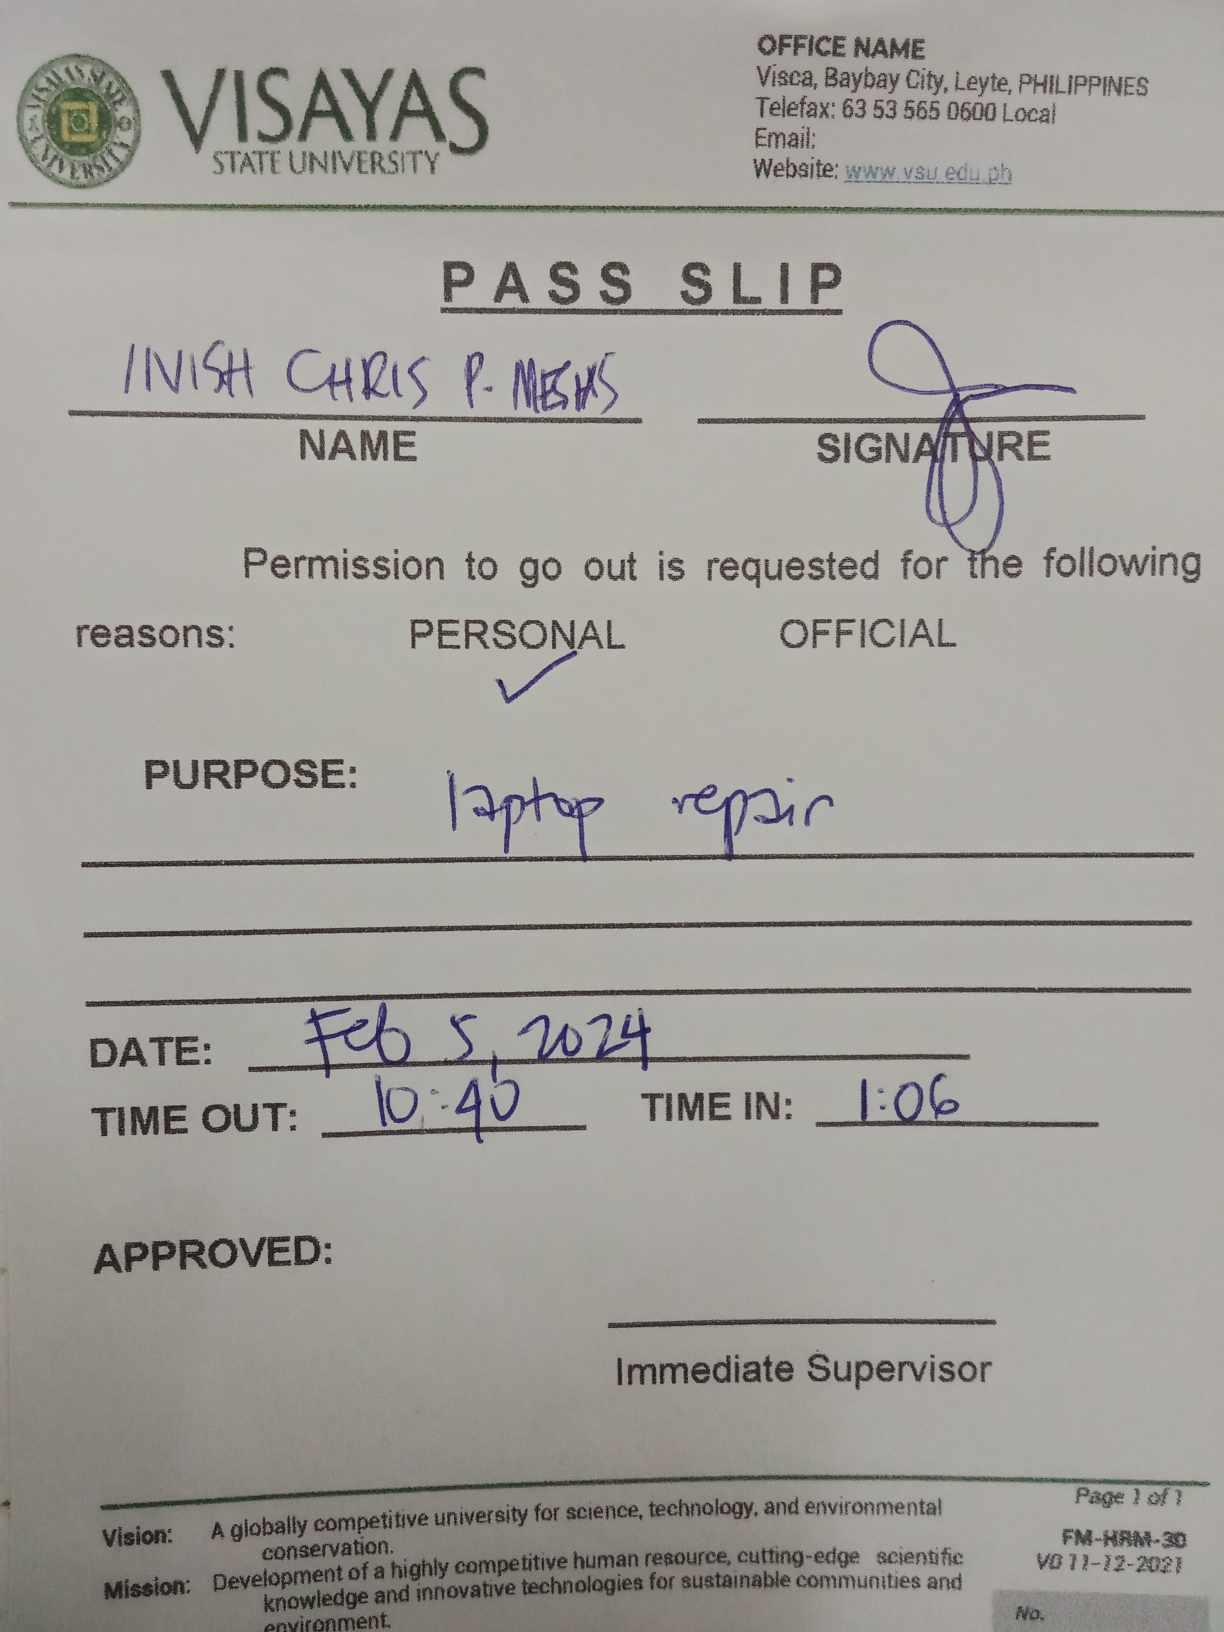 VISAYAS
STATE UNIVERSITY
VISAYAS STATE UNIVERSITY
OFFICE NAME
Visca, Baybay City, Leyte, PHILIPPINES
Telefax: 63 53 565 0600 Local
Email:
Website: www.vsu.edu.ph
PASS SLIP
INISH CHRIS P.
NAME SIGNATURE
Permission to go out is requested for the following
reasons: PERSONAL OFFICIAL
✓
PURPOSE: laptop repair
DATE: Feb 5, 2024
TIME OUT: 10:40 TIME IN: 1:06
APPROVED:
Immediate Supervisor
Vision: A globally competitive university for science, technology, and environmental
conservation.
Mission: Development of a highly competitive human resource, cutting-edge scientific
knowledge and innovative technologies for sustainable communities and
environment.
Page 1 of 1
FM-HRM-30
V0 11-12-2021
No.